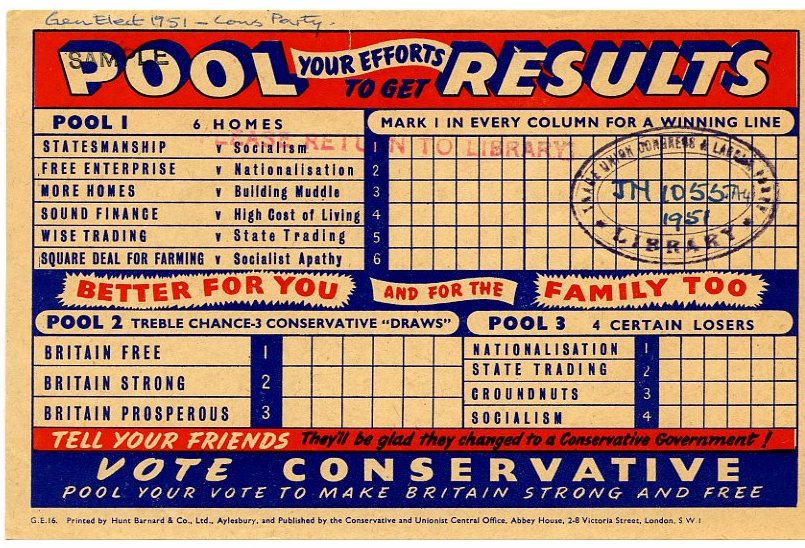 Gen Elect 1951 - Cons Party.
SAMPLE
POOL YOUR EFFORTS TO GET RESULTS
POOL 1 6 HOMES
MARK 1 IN EVERY COLUMN FOR A WINNING LINE
PLEASE RETURN TO LIBRARY
STATESMANSHIP v Socialism 1
FREE ENTERPRISE v Nationalisation 2
MORE HOMES v Building Muddle 3
SOUND FINANCE v High Cost of Living 4
WISE TRADING v State Trading 5
SQUARE DEAL FOR FARMING v Socialist Apathy 6
TRADE UNION CONGRESS & LABOUR PARTY
JN 1055
1951
LIBRARY
BETTER FOR YOU AND FOR THE FAMILY TOO
POOL 2 TREBLE CHANCE-3 CONSERVATIVE "DRAWS"
BRITAIN FREE 1
BRITAIN STRONG 2
BRITAIN PROSPEROUS 3
POOL 3 4 CERTAIN LOSERS
NATIONALISATION 1
STATE TRADING 2
GROUNDNUTS 3
SOCIALISM 4
TELL YOUR FRIENDS They'll be glad they changed to a Conservative Government!
VOTE CONSERVATIVE
POOL YOUR VOTE TO MAKE BRITAIN STRONG AND FREE
G.E.16. Printed by Hunt Barnard & Co., Ltd., Aylesbury, and Published by the Conservative and Unionist Central Office, Abbey House, 2-8 Victoria Street, London, S W 1